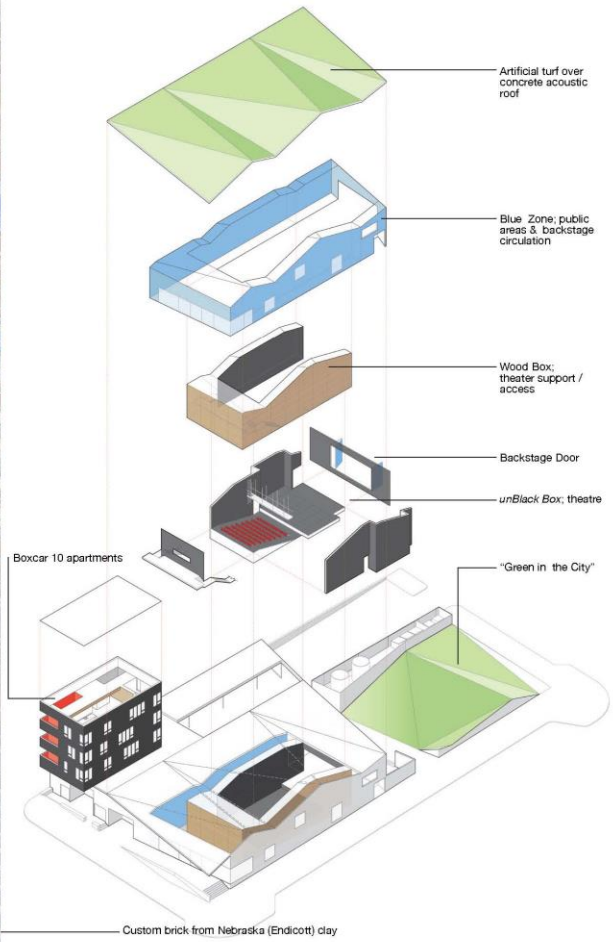 Artificial turf over
concrete acoustic
roof
Blue Zone; public
areas & backstage
circulation
Wood Box;
theater support /
access
Backstage Door
unBlack Box; theatre
Boxcar 10 apartments
"Green in the City"
Custom brick from Nebraska (Endicott) clay